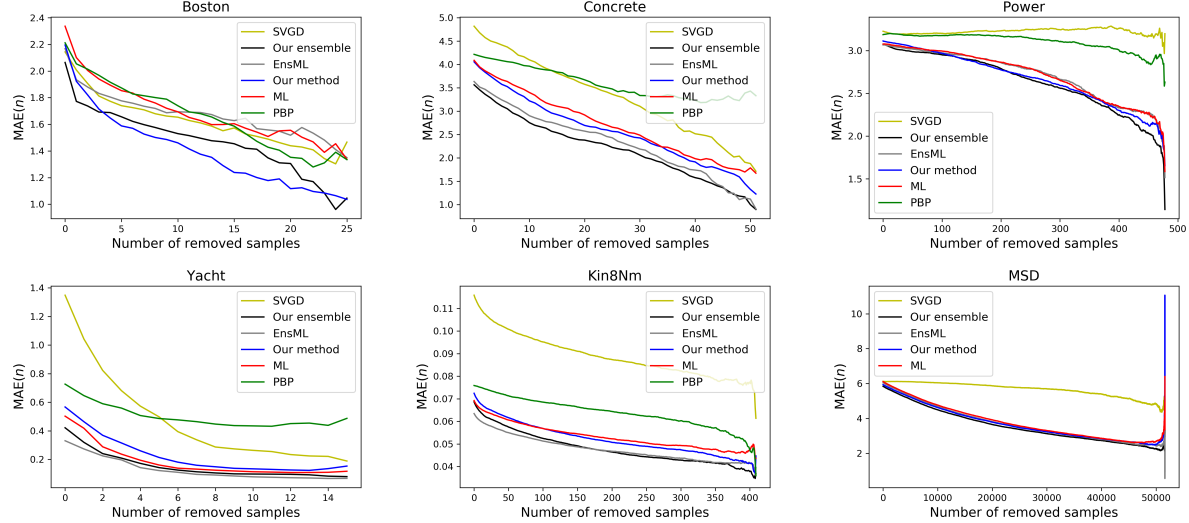 Boston
MAE(n)
2.4
2.2
2.0
1.8
1.6
1.4
1.2
1.0
SVGD
Our ensemble
EnsML
Our method
ML
PBP
0 5 10 15 20 25
Number of removed samples
Concrete
MAE(n)
5.0
4.5
4.0
3.5
3.0
2.5
2.0
1.5
1.0
SVGD
Our ensemble
EnsML
Our method
ML
PBP
0 10 20 30 40 50
Number of removed samples
Power
MAE(n)
3.0
2.5
2.0
1.5
SVGD
Our ensemble
EnsML
Our method
ML
PBP
0 100 200 300 400 500
Number of removed samples
Yacht
MAE(n)
1.4
1.2
1.0
0.8
0.6
0.4
0.2
SVGD
Our ensemble
EnsML
Our method
ML
PBP
0 2 4 6 8 10 12 14
Number of removed samples
Kin8Nm
MAE(n)
0.11
0.10
0.09
0.08
0.07
0.06
0.05
0.04
SVGD
Our ensemble
EnsML
Our method
ML
PBP
0 50 100 150 200 250 300 350 400
Number of removed samples
MSD
MAE(n)
10
8
6
4
2
SVGD
Our ensemble
EnsML
Our method
ML
0 10000 20000 30000 40000 50000
Number of removed samples